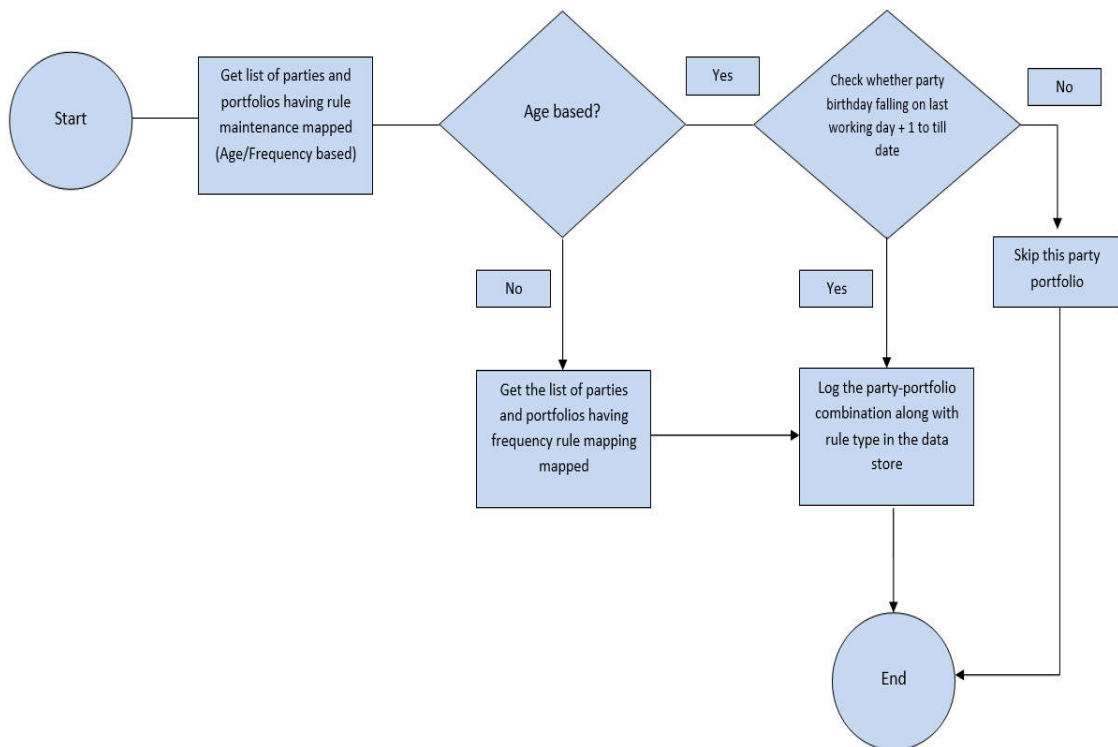 Start
Get list of parties
and portfolios
having rule
maintenance mapped
(Age/Frequency based)
Age based?
Yes
Check whether party
birthday falling on last
working day + 1 to till
date
No
Skip this party
portfolio
No
Yes
Get the list of parties
and portfolios having
frequency rule mapping
mapped
Log the party-portfolio
combination along with
rule type in the data
store
End